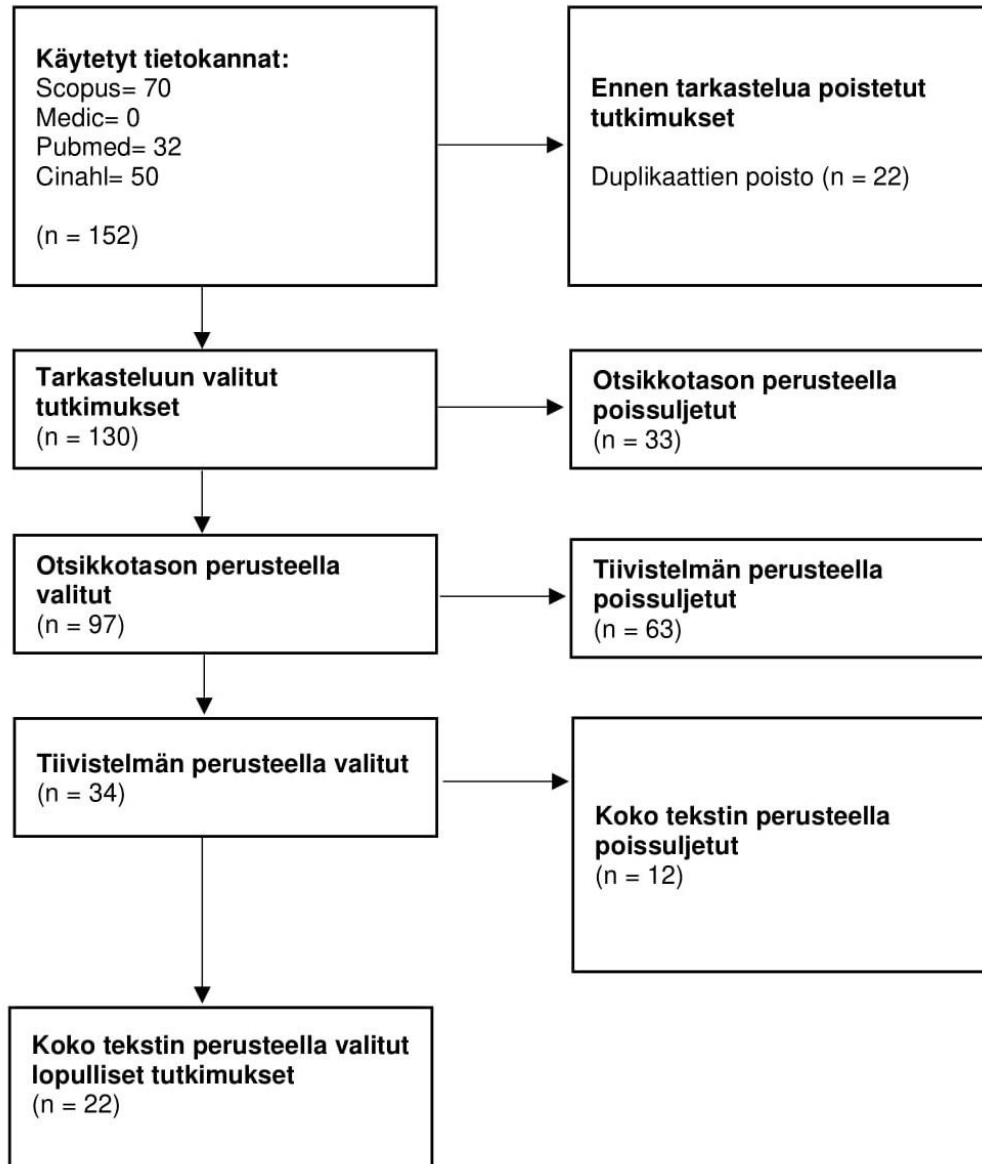 Käytetyt tietokannat:
Scopus= 70
Medic= 0
Pubmed= 32
Cinahl= 50
(n = 152)
Ennen tarkastelua poistetut
tutkimukset
Duplikaattien poisto (n = 22)
Tarkasteluun valitut
tutkimukset
(n = 130)
Otsikkotason perusteella
poissuljetut
(n = 33)
Otsikkotason perusteella
valitut
(n = 97)
Tiivistelmän perusteella
poissuljetut
(n = 63)
Tiivistelmän perusteella valitut
(n = 34)
Koko tekstin perusteella
poissuljetut
(n = 12)
Koko tekstin perusteella valitut
lopulliset tutkimukset
(n = 22)